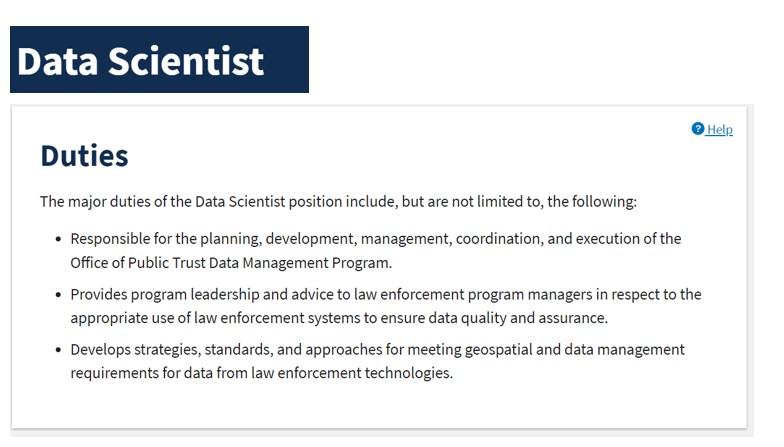 Data Scientist
Help
Duties
The major duties of the Data Scientist position include, but are not limited to, the following:
• Responsible for the planning, development, management, coordination, and execution of the
Office of Public Trust Data Management Program.
• Provides program leadership and advice to law enforcement program managers in respect to the
appropriate use of law enforcement systems to ensure data quality and assurance.
• Develops strategies, standards, and approaches for meeting geospatial and data management
requirements for data from law enforcement technologies.